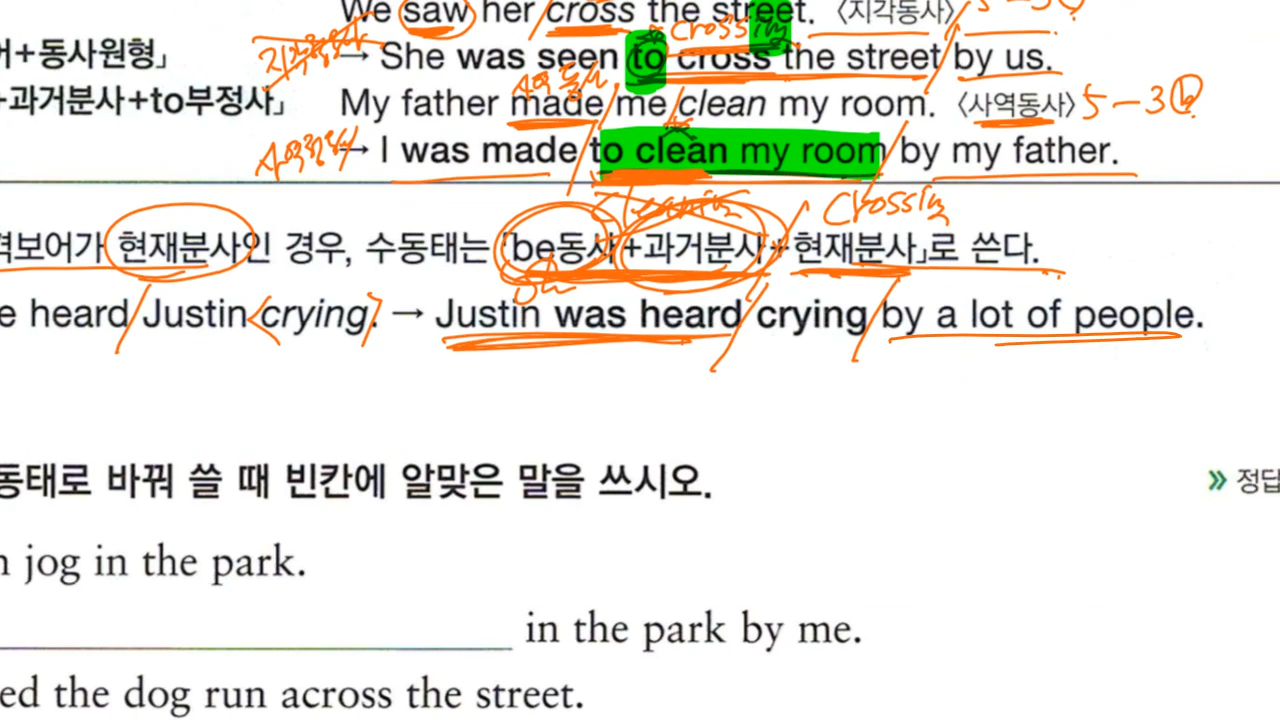 We saw her cross the street. 〈지각동사〉 5-3
crossing
+동사원형」 지각동사 → She was seen to cross the street by us.
사역동사
+과거분사+to부정사」 My father made me clean my room. 〈사역동사〉 5-3ⓑ
to
사역동사 → I was made to clean my room by my father.
cleaning crossing
격보어가 현재분사인 경우, 수동태는 「be동사+과거분사+현재분사」로 쓴다.
e heard Justin <crying>. → Justin was heard crying by a lot of people.
동태로 바꿔 쓸 때 빈칸에 알맞은 말을 쓰시오. » 정답
jog in the park.
in the park by me.
ed the dog run across the street.